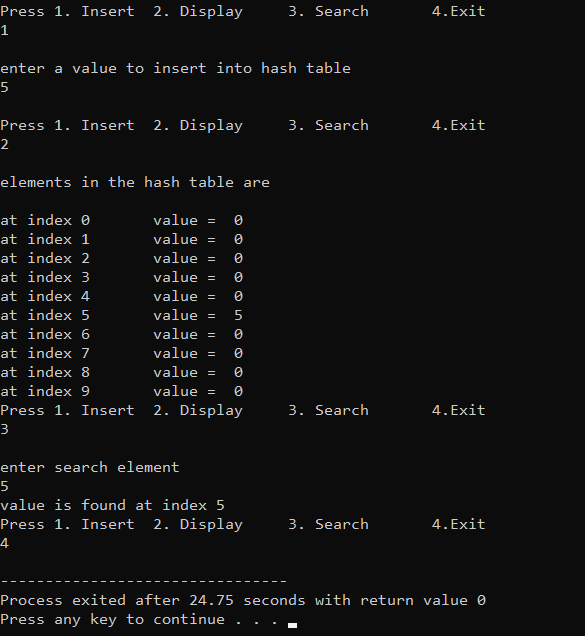 Press 1. Insert  2. Display     3. Search       4.Exit
1
enter a value to insert into hash table
5
Press 1. Insert  2. Display     3. Search       4.Exit
2
elements in the hash table are
at index 0       value =  0
at index 1       value =  0
at index 2       value =  0
at index 3       value =  0
at index 4       value =  0
at index 5       value =  5
at index 6       value =  0
at index 7       value =  0
at index 8       value =  0
at index 9       value =  0
Press 1. Insert  2. Display     3. Search       4.Exit
3
enter search element
5
value is found at index 5
Press 1. Insert  2. Display     3. Search       4.Exit
4
--------------------------------
Process exited after 24.75 seconds with return value 0
Press any key to continue . . .